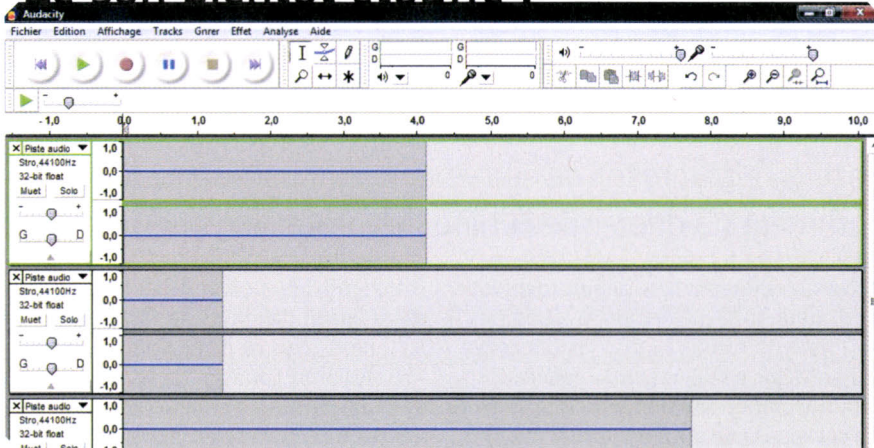 Audacity
Fichier Edition Affichage Tracks Gnrer Effet Analyse Aide
G
D
0
G
D
0
- 1,0 0,0 1,0 2,0 3,0 4,0 5,0 6,0 7,0 8,0 9,0 10,0
Piste audio
Stro,44100Hz
32-bit float
Muet Solo
- +
G D
1,0
0,0
-1,0
1,0
0,0
-1,0
Piste audio
Stro,44100Hz
32-bit float
Muet Solo
- +
G D
1,0
0,0
-1,0
1,0
0,0
-1,0
Piste audio
Stro,44100Hz
32-bit float
Muet Solo
1,0
0,0